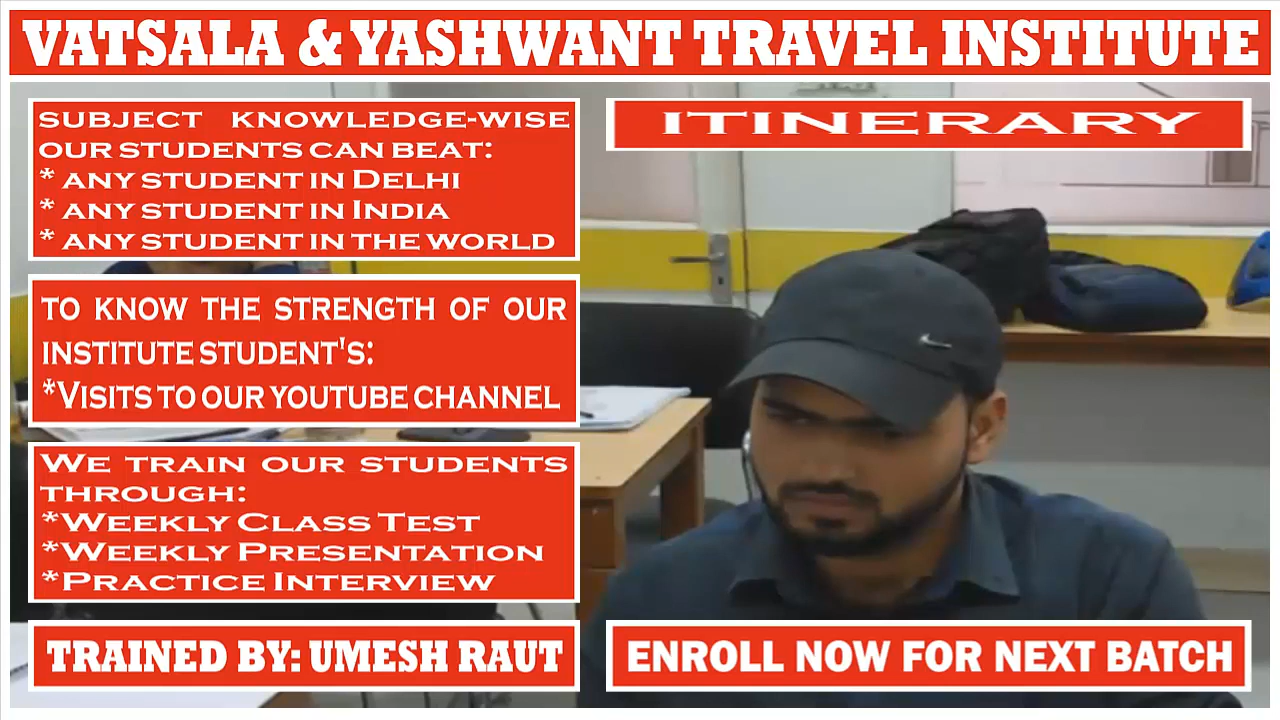 VATSALA & YASHWANT TRAVEL INSTITUTE
SUBJECT KNOWLEDGE-WISE
OUR STUDENTS CAN BEAT:
* ANY STUDENT IN DELHI
* ANY STUDENT IN INDIA
* ANY STUDENT IN THE WORLD
TO KNOW THE STRENGTH OF OUR
INSTITUTE STUDENT'S:
*VISITS TO OUR YOUTUBE CHANNEL
WE TRAIN OUR STUDENTS
THROUGH:
*WEEKLY CLASS TEST
*WEEKLY PRESENTATION
*PRACTICE INTERVIEW
TRAINED BY: UMESH RAUT
ITINERARY
ENROLL NOW FOR NEXT BATCH